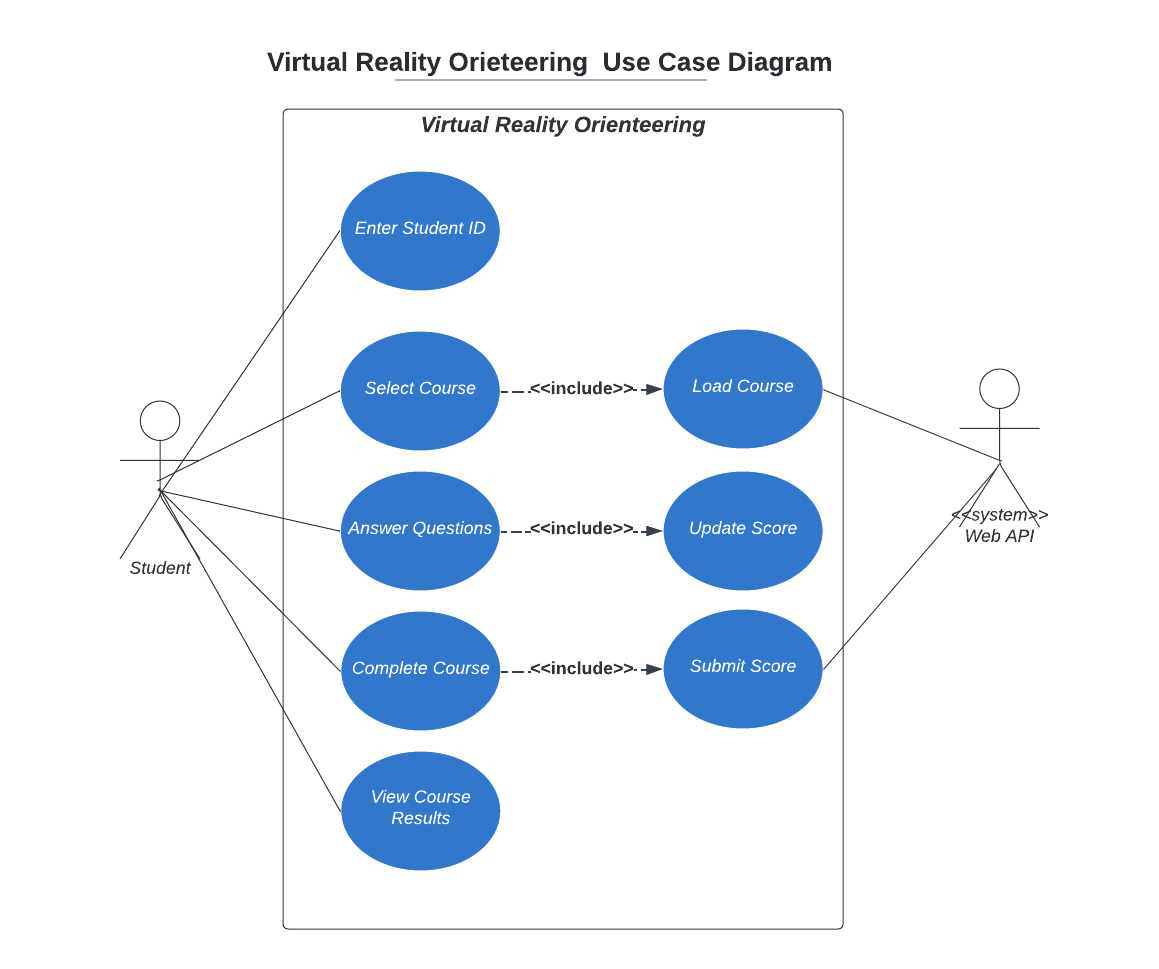 Virtual Reality Orieteering  Use Case Diagram
Virtual Reality Orienteering
Enter Student ID
Select Course
<<include>>
Load Course
Answer Questions
<<include>>
Update Score
<<system>>
Web API
Student
Complete Course
<<include>>
Submit Score
View Course
Results